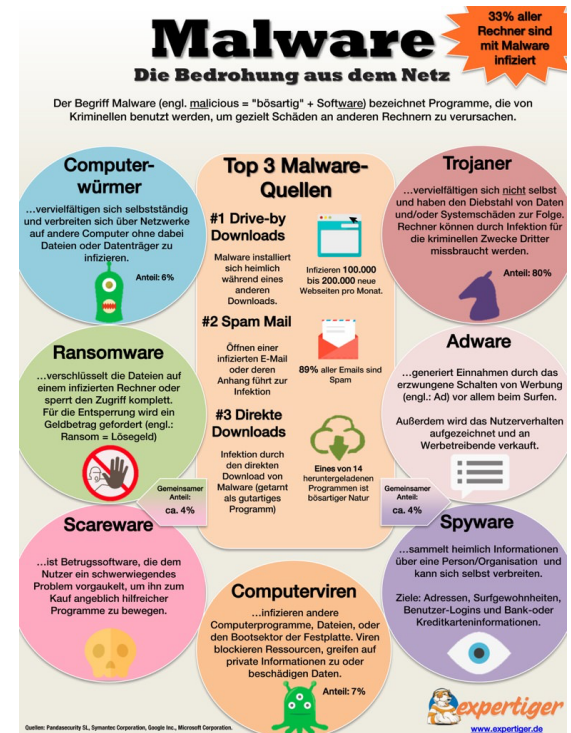 Malware
Die Bedrohung aus dem Netz
33% aller
Rechner sind
mit Malware
infiziert
Der Begriff Malware (engl. malicious = "bösartig" + Software) bezeichnet Programme, die von
Kriminellen benutzt werden, um gezielt Schäden an anderen Rechnern zu verursachen.
Computer-
würmer
...vervielfältigen sich selbstständig
und verbreiten sich über Netzwerke
auf andere Computer ohne dabei
Dateien oder Datenträger zu
infizieren.
Anteil: 6%
Top 3 Malware-
Quellen
#1 Drive-by
Downloads
Malware installiert
sich heimlich
während eines
anderen
Downloads.
Infizieren 100.000
bis 200.000 neue
Webseiten pro Monat.
#2 Spam Mail
Öffnen einer
infizierten E-Mail
oder deren
Anhang führt zur
Infektion
89% aller Emails sind
Spam
#3 Direkte
Downloads
Infektion durch
den direkten
Download von
Malware (getarnt
als gutartiges
Programm)
Eines von 14
heruntergeladenen
Programmen ist
bösartiger Natur
Trojaner
...vervielfältigen sich nicht selbst
und haben den Diebstahl von Daten
und/oder Systemschäden zur Folge.
Rechner können durch Infektion für
die kriminellen Zwecke Dritter
missbraucht werden.
Anteil: 80%
Ransomware
...verschlüsselt die Dateien auf
einem infizierten Rechner oder
sperrt den Zugriff komplett.
Für die Entsperrung wird ein
Geldbetrag gefordert (engl.:
Ransom = Lösegeld)
Adware
...generiert Einnahmen durch das
erzwungene Schalten von Werbung
(engl.: Ad) vor allem beim Surfen.
Außerdem wird das Nutzerverhalten
aufgezeichnet und an
Werbetreibende verkauft.
Gemeinsamer
Anteil:
ca. 4%
Gemeinsamer
Anteil:
ca. 4%
Scareware
...ist Betrugssoftware, die dem
Nutzer ein schwerwiegendes
Problem vorgaukelt, um ihn zum
Kauf angeblich hilfreicher
Programme zu bewegen.
Computerviren
...infizieren andere
Computerprogramme, Dateien, oder
den Bootsektor der Festplatte. Viren
blockieren Ressourcen, greifen auf
private Informationen zu oder
beschädigen Daten.
Anteil: 7%
Spyware
...sammelt heimlich Informationen
über eine Person/Organisation und
kann sich selbst verbreiten.
Ziele: Adressen, Surfgewohnheiten,
Benutzer-Logins und Bank-oder
Kreditkarteninformationen.
expertiger
www.expertiger.de
Quellen: Pandasecurity SL, Symantec Corporation, Google Inc., Microsoft Corporation.